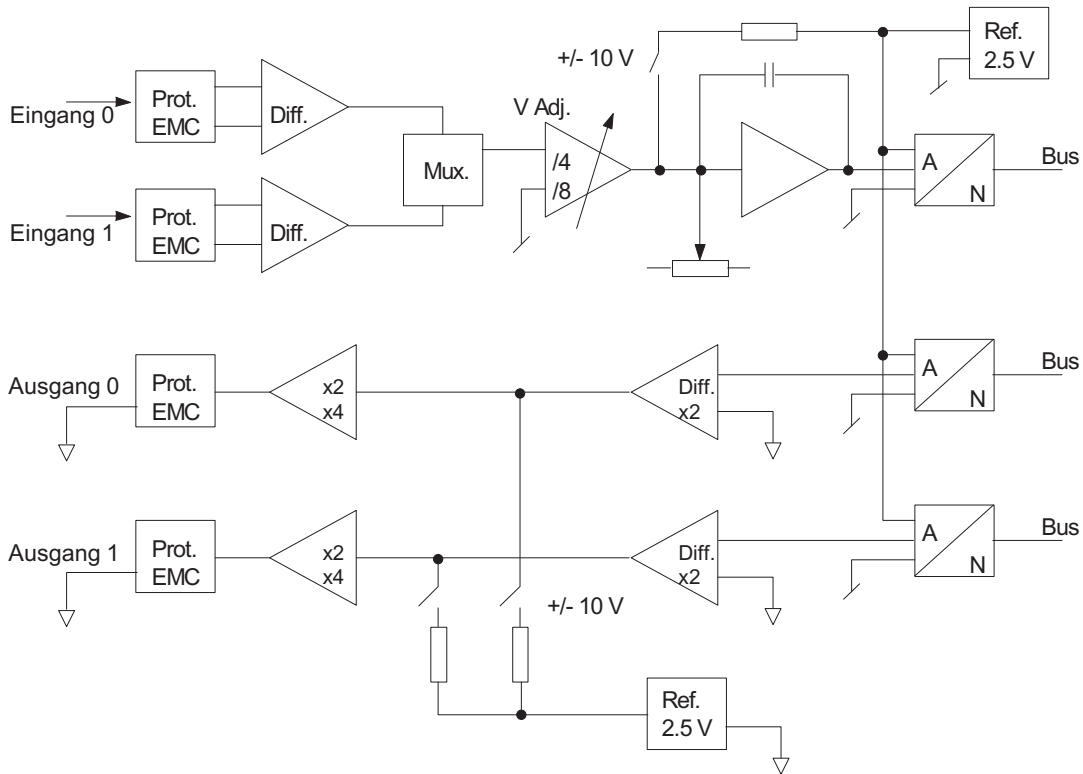 Ref.
2.5 V
+/- 10 V
Eingang 0
Prot.
EMC
Diff.
V Adj.
/4
/8
Mux.
A
N
Bus
Eingang 1
Prot.
EMC
Diff.
Ausgang 0
Prot.
EMC
x2
x4
Diff.
x2
A
N
Bus
Ausgang 1
Prot.
EMC
x2
x4
Diff.
x2
A
N
Bus
+/- 10 V
Ref.
2.5 V